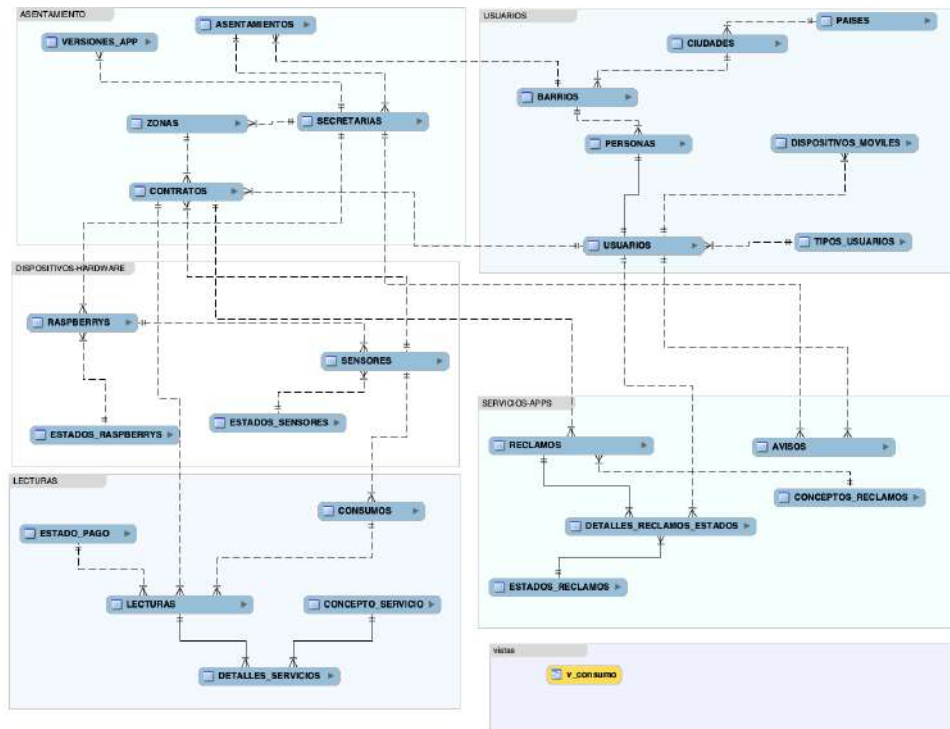 ASENTAMIENTO
ASENTAMIENTOS
VERSIONES_APP
ZONAS
SECRETARIAS
CONTRATOS
USUARIOS
PAISES
CIUDADES
BARRIOS
PERSONAS
DISPOSITIVOS_MOVILES
USUARIOS
TIPOS_USUARIOS
DISPOSITIVOS-HARDWARE
RASPBERRYS
SENSORES
ESTADOS_SENSORES
ESTADOS_RASPBERRYS
SERVICIOS-APPS
RECLAMOS
AVISOS
CONCEPTOS_RECLAMOS
DETALLES_RECLAMOS_ESTADOS
ESTADOS_RECLAMOS
LECTURAS
CONSUMOS
ESTADO_PAGO
LECTURAS
CONCEPTO_SERVICIO
DETALLES_SERVICIOS
vistas
v_consumo